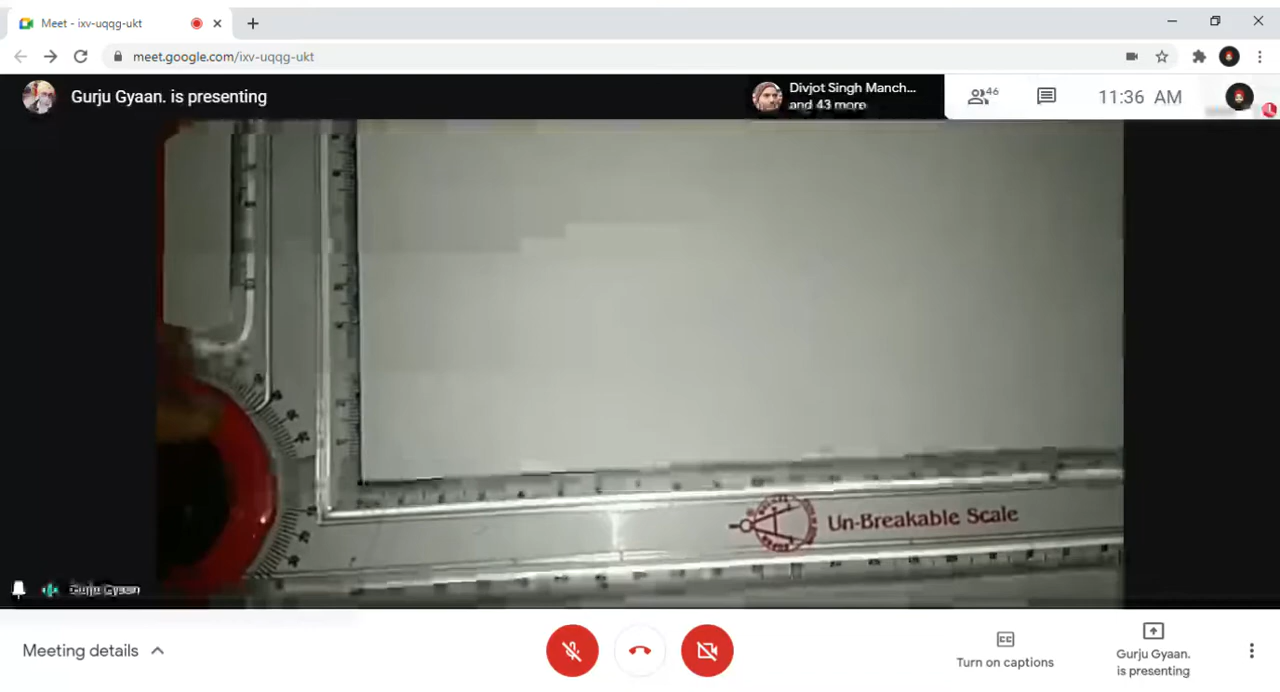 Meet - ixv-uqqg-ukt
meet.google.com/ixv-uqqg-ukt
Gurju Gyaan. is presenting
Divjot Singh Manch...
and 43 more
46
11:36 AM
Un-Breakable Scale
Gurju Gyaan
Meeting details
CC
Turn on captions
Gurju Gyaan.
is presenting